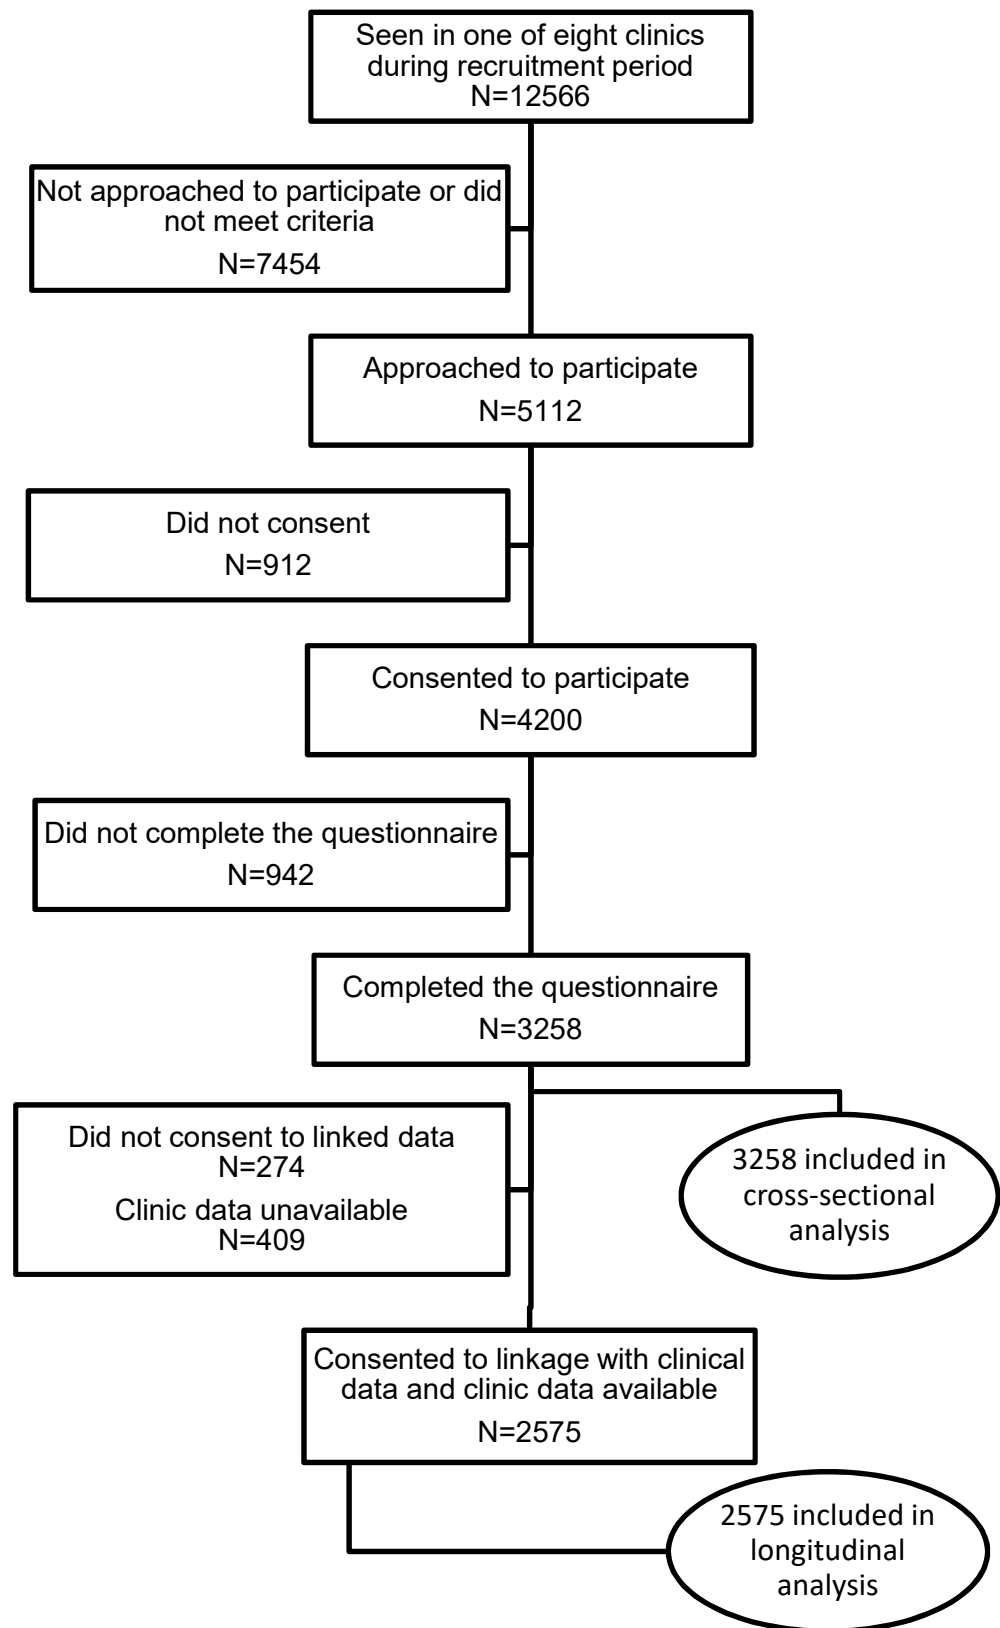 Seen in one of eight clinics
during recruitment period
N=12566
Not approached to participate or did
not meet criteria
N=7454
Approached to participate
N=5112
Did not consent
N=912
Consented to participate
N=4200
Did not complete the questionnaire
N=942
Completed the questionnaire
N=3258
Did not consent to linked data
N=274
Clinic data unavailable
N=409
3258 included in
cross-sectional
analysis
Consented to linkage with clinical
data and clinic data available
N=2575
2575 included in
longitudinal
analysis